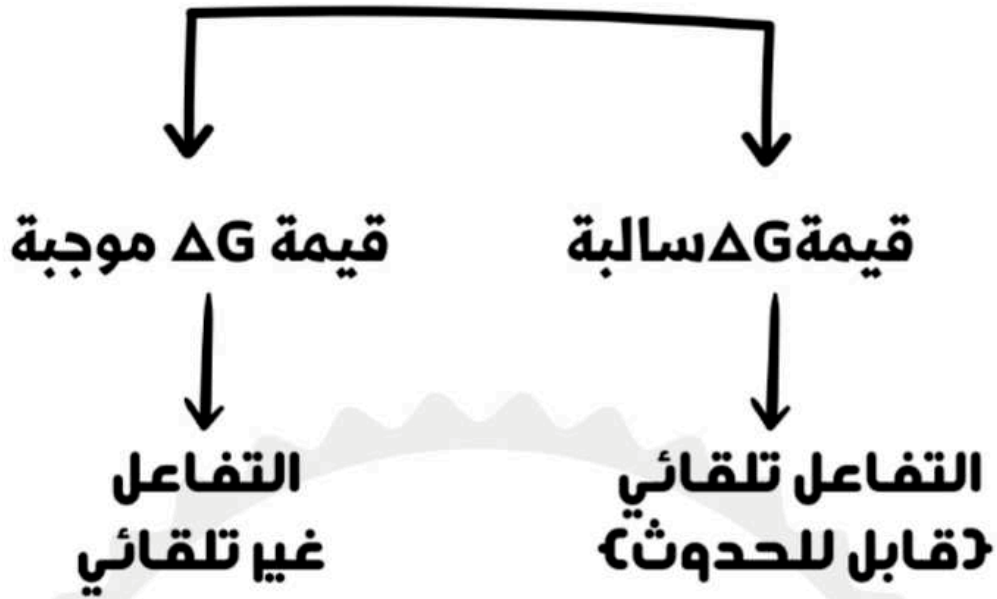 قيمةΔGسالبة
قيمة ΔG موجبة
التفاعل تلقائي
{قابل للحدوث}
التفاعل
غير تلقائي